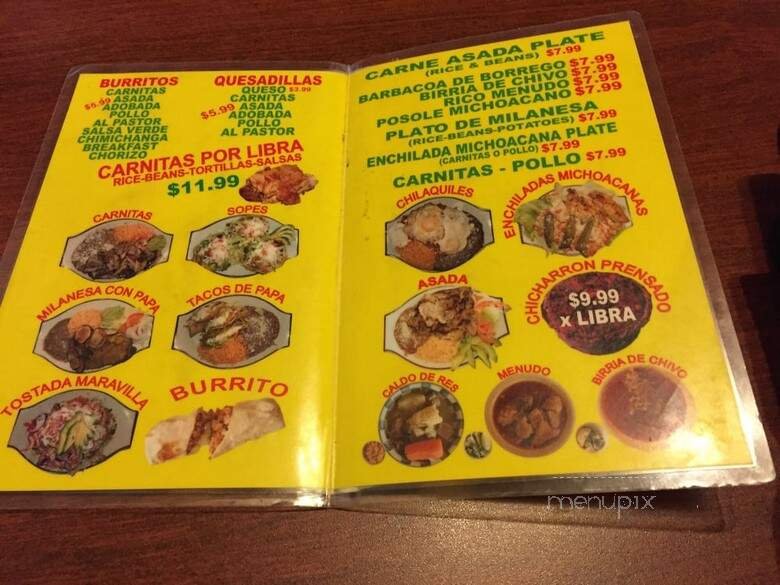 BURRITOS
CARNITAS
$5.99 ASADA
ADOBADA
POLLO
AL PASTOR
SALSA VERDE
CHIMICHANGA
BREAKFAST
CHORIZO
QUESADILLAS
QUESO $3.99
CARNITAS
$5.99 ASADA
ADOBADA
POLLO
AL PASTOR
CARNITAS POR LIBRA
RICE-BEANS-TORTILLAS-SALSAS
$11.99
CARNITAS
SOPES
MILANESA CON PAPA
TACOS DE PAPA
TOSTADA MARAVILLA
BURRITO
CARNE ASADA PLATE
(RICE & BEANS) $7.99
BARBACOA DE BORREGO $7.99
BIRRIA DE CHIVO $7.99
RICO MENUDO $7.99
POSOLE MICHOACANO $7.99
PLATO DE MILANESA
(RICE-BEANS-POTATOES) $7.99
ENCHILADA MICHOACANA PLATE
(CARNITAS O POLLO) $7.99
CARNITAS - POLLO $7.99
CHILAQUILES
ENCHILADAS MICHOACANAS
ASADA
CHICHARRON PRENSADO
$9.99
x LIBRA
CALDO DE RES
MENUDO
BIRRIA DE CHIVO
menupix